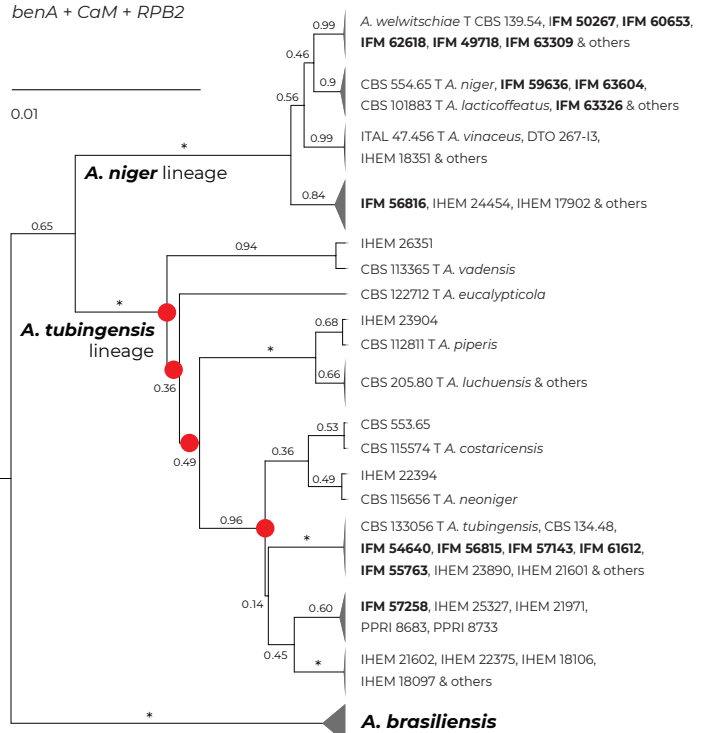 benA + CaM + RPB2
0.01
0.99
A. welwitschiae T CBS 139.54, IFM 50267, IFM 60653,
IFM 62618, IFM 49718, IFM 63309 & others
0.46
0.9
CBS 554.65 T A. niger, IFM 59636, IFM 63604,
CBS 101883 T A. lacticoffeatus, IFM 63326 & others
0.56
0.99
ITAL 47.456 T A. vinaceus, DTO 267-I3,
IHEM 18351 & others
*
A. niger lineage
0.84
IFM 56816, IHEM 24454, IHEM 17902 & others
0.65
0.94
IHEM 26351
CBS 113365 T A. vadensis
*
CBS 122712 T A. eucalypticola
A. tubingensis
lineage
0.36
0.68
IHEM 23904
CBS 112811 T A. piperis
*
0.66
CBS 205.80 T A. luchuensis & others
0.49
0.53
CBS 553.65
CBS 115574 T A. costaricensis
0.36
0.49
IHEM 22394
CBS 115656 T A. neoniger
0.96
*
CBS 133056 T A. tubingensis, CBS 134.48,
IFM 54640, IFM 56815, IFM 57143, IFM 61612,
IFM 55763, IHEM 23890, IHEM 21601 & others
0.14
0.60
IFM 57258, IHEM 25327, IHEM 21971,
PPRI 8683, PPRI 8733
0.45
*
IHEM 21602, IHEM 22375, IHEM 18106,
IHEM 18097 & others
*
A. brasiliensis